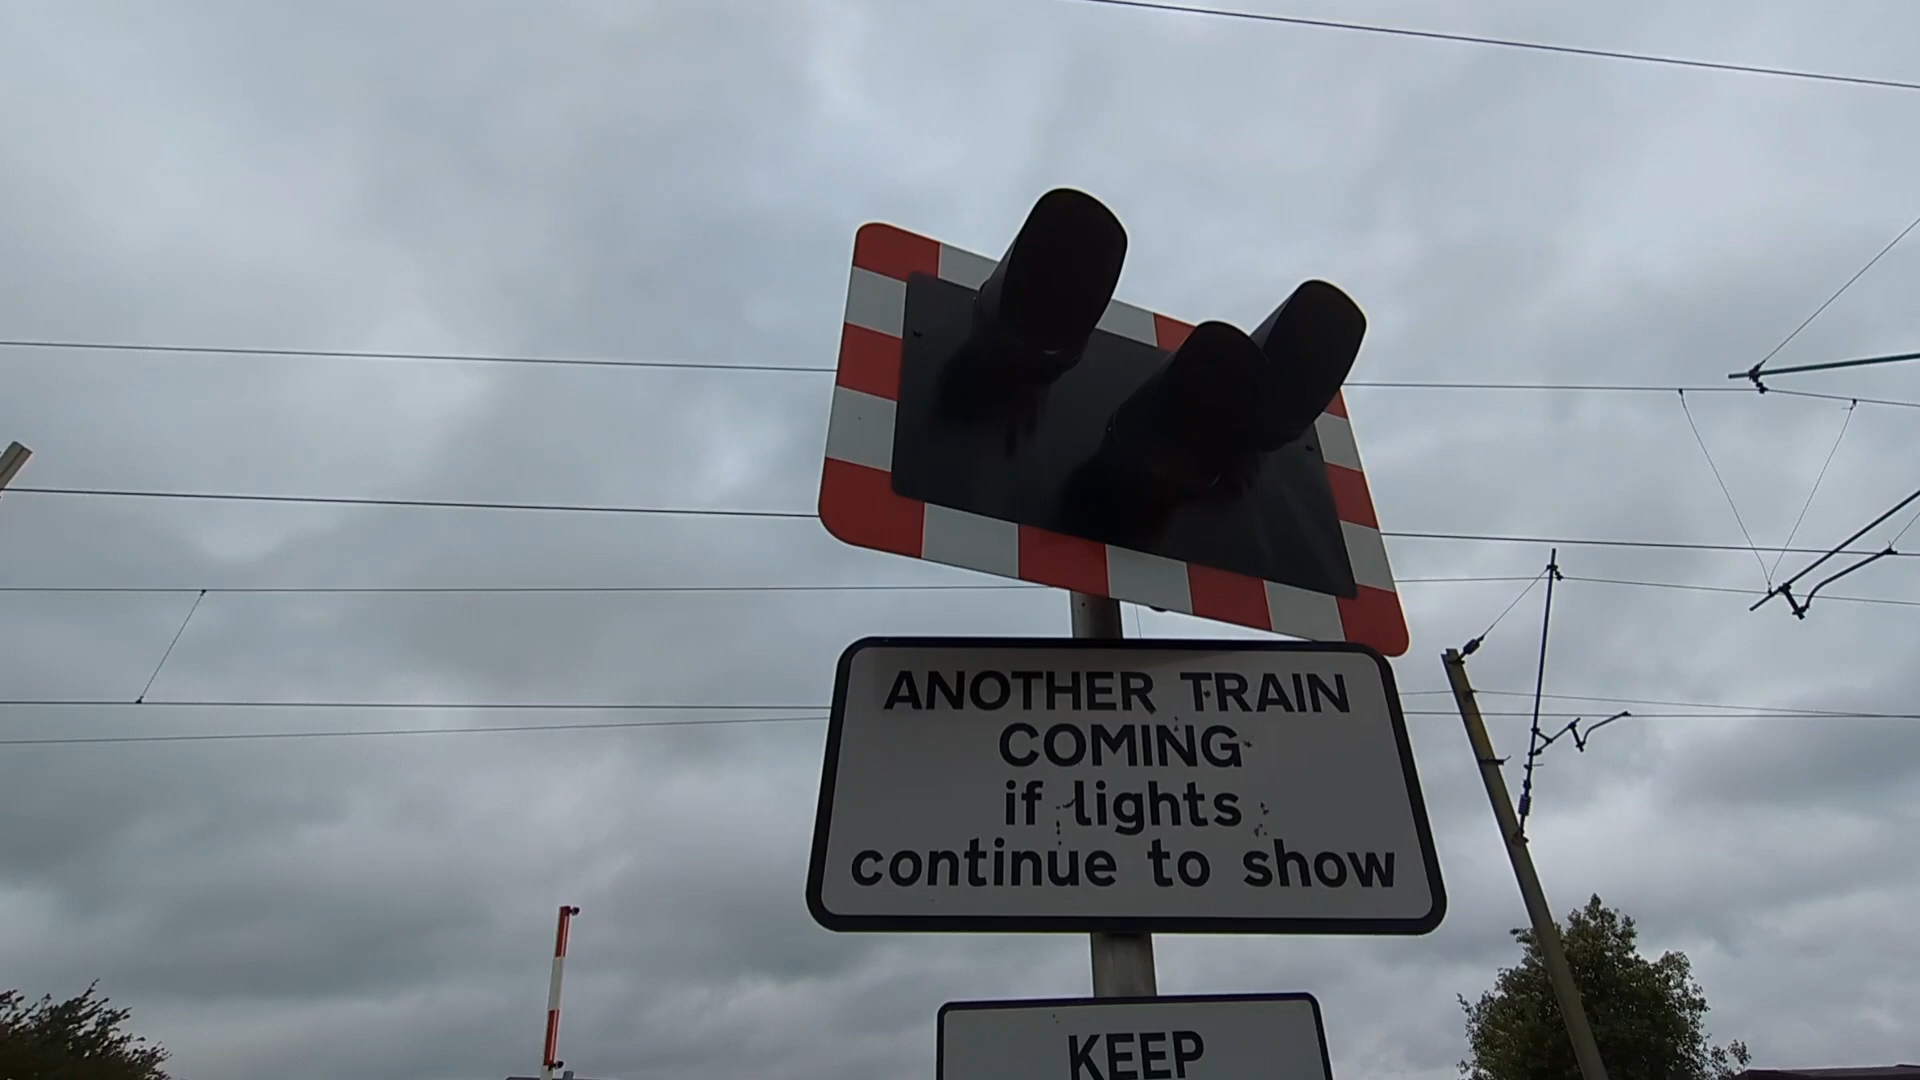 ANOTHER TRAIN
COMING
if lights
continue to show
KEEP